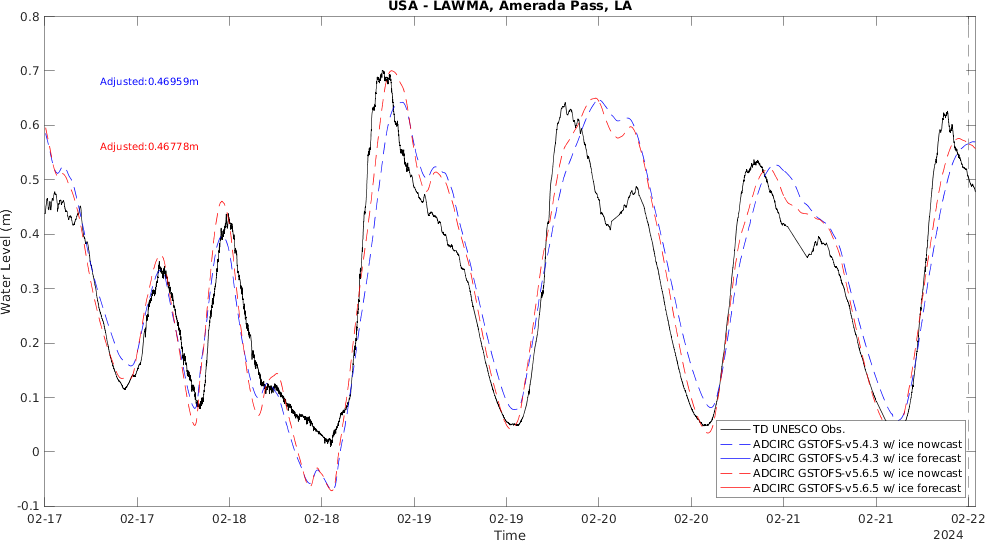 USA - LAWMA, Amerada Pass, LA
0.8
0.7
0.6
0.5
0.4
0.3
0.2
0.1
0
-0.1
Water Level (m)
Adjusted:0.46959m
Adjusted:0.46778m
TD UNESCO Obs.
ADCIRC GSTOFS-v5.4.3 w/ ice nowcast
ADCIRC GSTOFS-v5.4.3 w/ ice forecast
ADCIRC GSTOFS-v5.6.5 w/ ice nowcast
ADCIRC GSTOFS-v5.6.5 w/ ice forecast
02-17 02-17 02-18 02-18 02-19 02-19 02-20 02-20 02-21 02-21 02-22
2024
Time